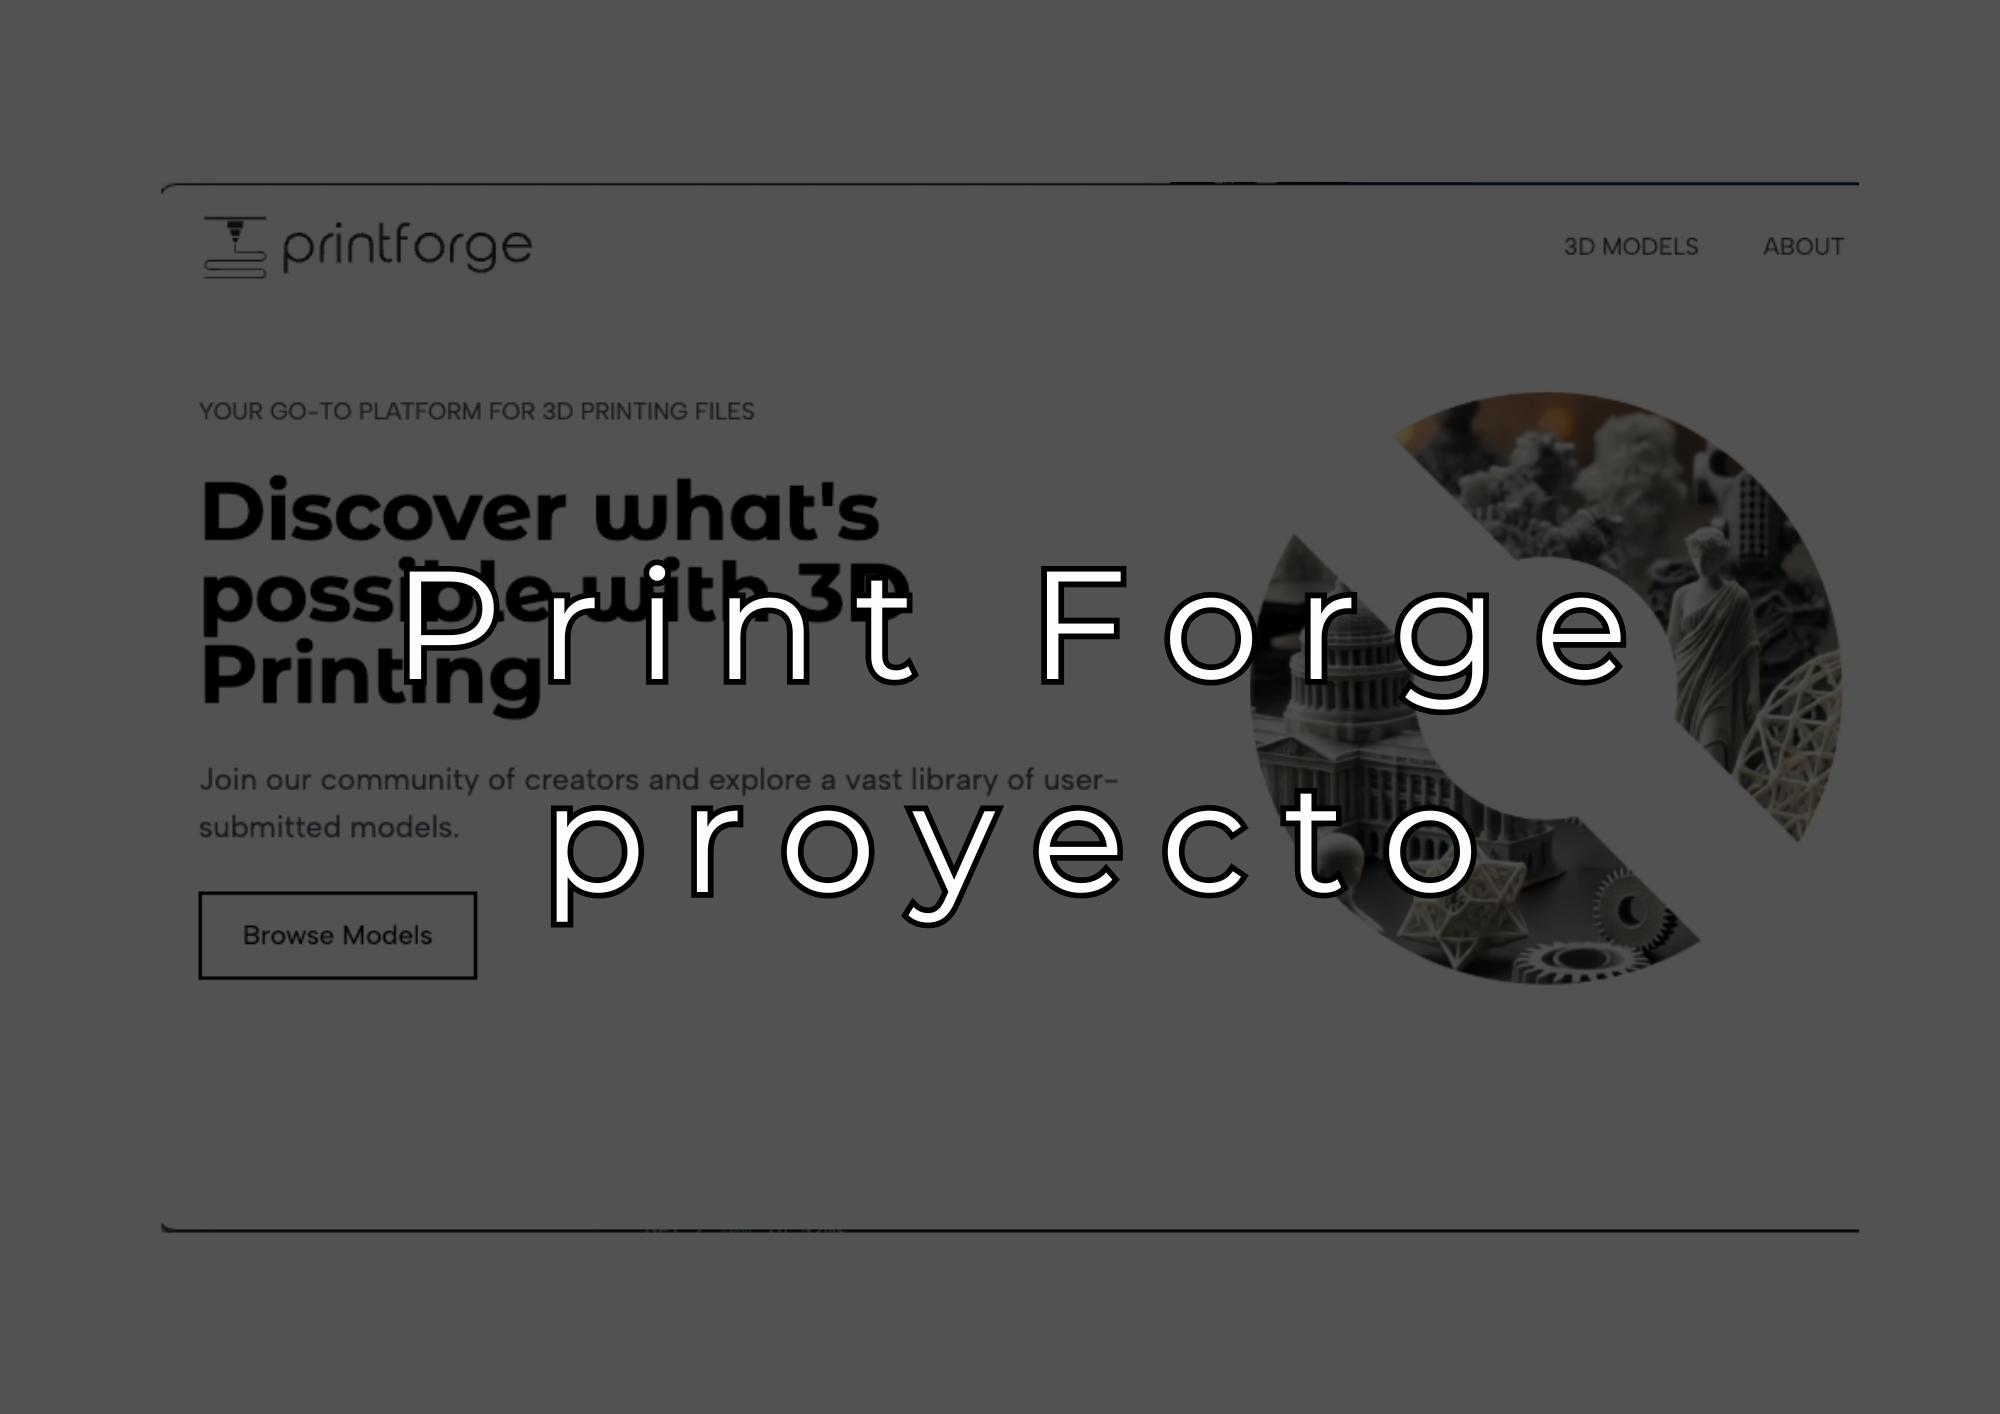 printforge
3D MODELS ABOUT
YOUR GO-TO PLATFORM FOR 3D PRINTING FILES
Discover what's
possible with 3D
Printing
Print Forge
proyecto
Join our community of creators and explore a vast library of user-
submitted models.
Browse Models